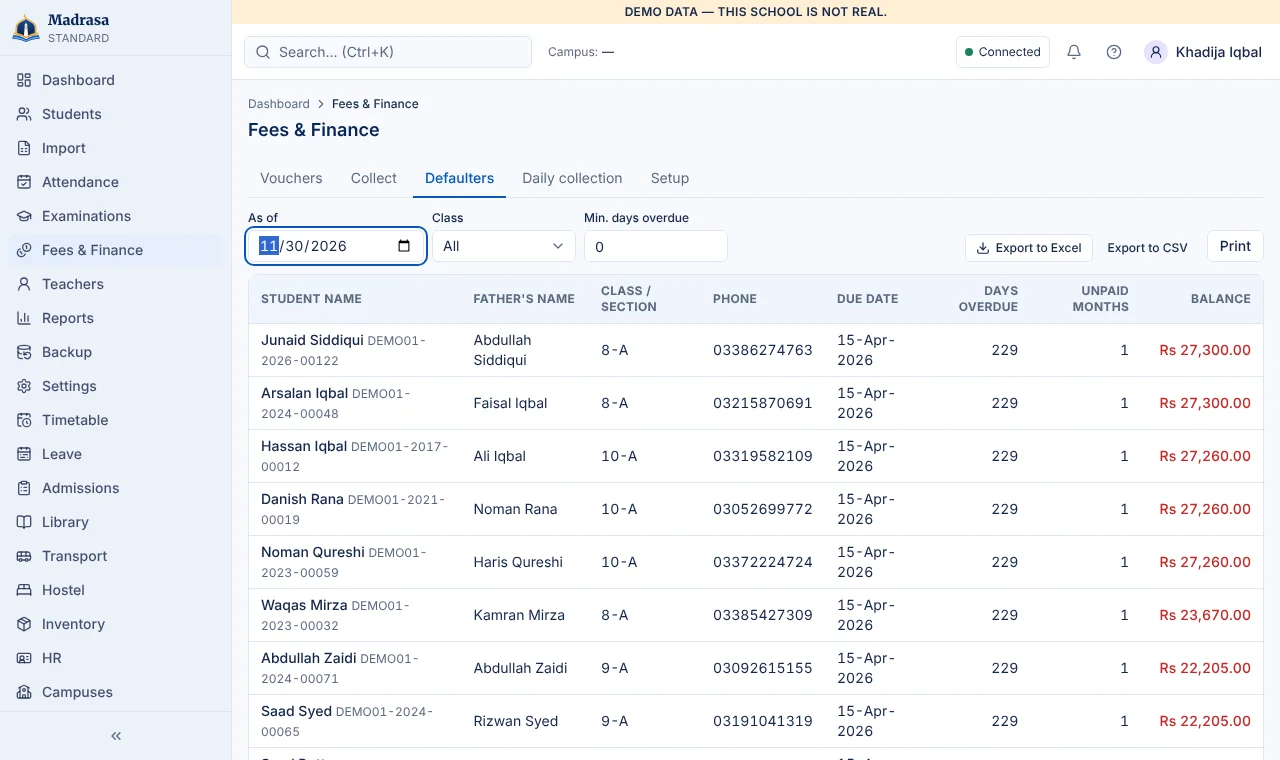 DEMO DATA — THIS SCHOOL IS NOT REAL.
Madrasa
STANDARD
Search... (Ctrl+K)
Campus: —
Connected
Khadija Iqbal
Dashboard
Students
Import
Attendance
Examinations
Fees & Finance
Teachers
Reports
Backup
Settings
Timetable
Leave
Admissions
Library
Transport
Hostel
Inventory
HR
Campuses
«
Dashboard > Fees & Finance
Fees & Finance
Vouchers Collect Defaulters Daily collection Setup
As of Class Min. days overdue
11/30/2026 All 0 Export to Excel Export to CSV Print
STUDENT NAME FATHER'S NAME CLASS / SECTION PHONE DUE DATE DAYS OVERDUE UNPAID MONTHS BALANCE
Junaid Siddiqui DEMO01-2026-00122 Abdullah Siddiqui 8-A 03386274763 15-Apr-2026 229 1 Rs 27,300.00
Arsalan Iqbal DEMO01-2024-00048 Faisal Iqbal 8-A 03215870691 15-Apr-2026 229 1 Rs 27,300.00
Hassan Iqbal DEMO01-2017-00012 Ali Iqbal 10-A 03319582109 15-Apr-2026 229 1 Rs 27,260.00
Danish Rana DEMO01-2021-00019 Noman Rana 10-A 03052699772 15-Apr-2026 229 1 Rs 27,260.00
Noman Qureshi DEMO01-2023-00059 Haris Qureshi 10-A 03372224724 15-Apr-2026 229 1 Rs 27,260.00
Waqas Mirza DEMO01-2023-00032 Kamran Mirza 8-A 03385427309 15-Apr-2026 229 1 Rs 23,670.00
Abdullah Zaidi DEMO01-2024-00071 Abdullah Zaidi 9-A 03092615155 15-Apr-2026 229 1 Rs 22,205.00
Saad Syed DEMO01-2024-00065 Rizwan Syed 9-A 03191041319 15-Apr-2026 229 1 Rs 22,205.00